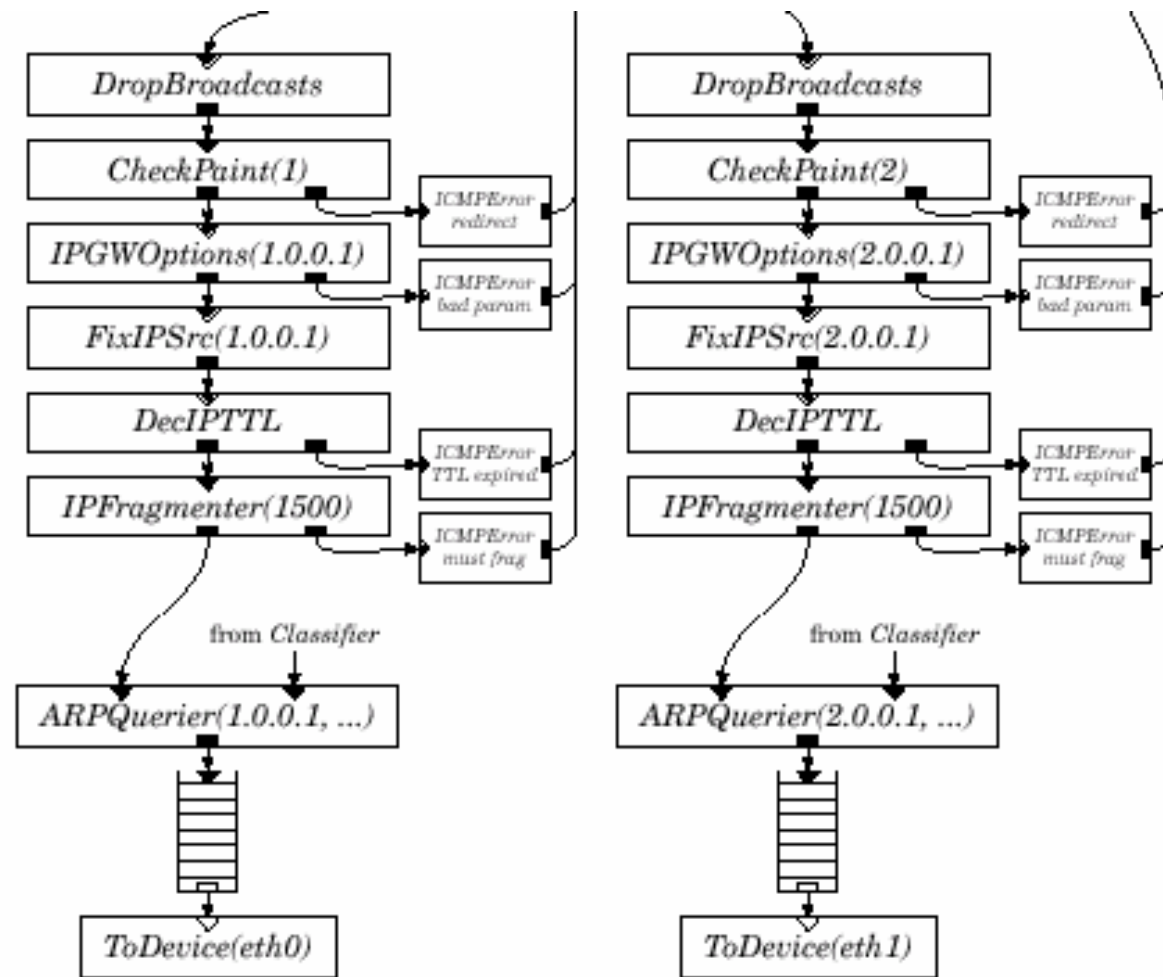 DropBroadcasts
CheckPaint(1)
ICMPError
redirect
IPGWOptions(1.0.0.1)
ICMPError
bad param
FixIPSrc(1.0.0.1)
DecIPTTL
ICMPError
TTL expired
IPFragmenter(1500)
ICMPError
must frag
from Classifier
ARPQuerier(1.0.0.1, ...)
ToDevice(eth0)
DropBroadcasts
CheckPaint(2)
ICMPError
redirect
IPGWOptions(2.0.0.1)
ICMPError
bad param
FixIPSrc(2.0.0.1)
DecIPTTL
ICMPError
TTL expired
IPFragmenter(1500)
ICMPError
must frag
from Classifier
ARPQuerier(2.0.0.1, ...)
ToDevice(eth1)